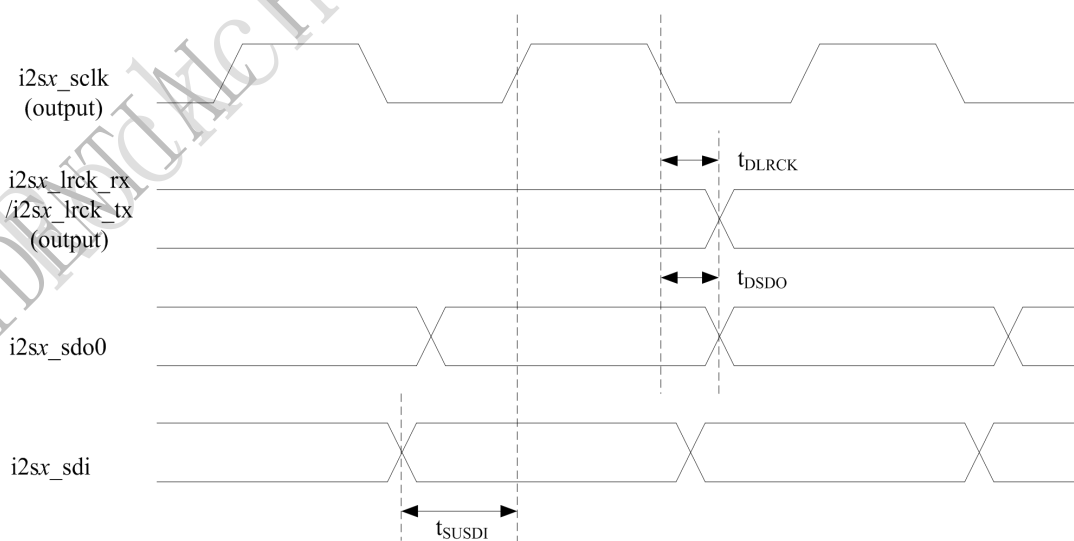 i2sx_sclk
(output)
t_DLRCK
i2sx_lrck_rx
/i2sx_lrck_tx
(output)
t_DSDO
i2sx_sdo0
i2sx_sdi
t_SUSDI